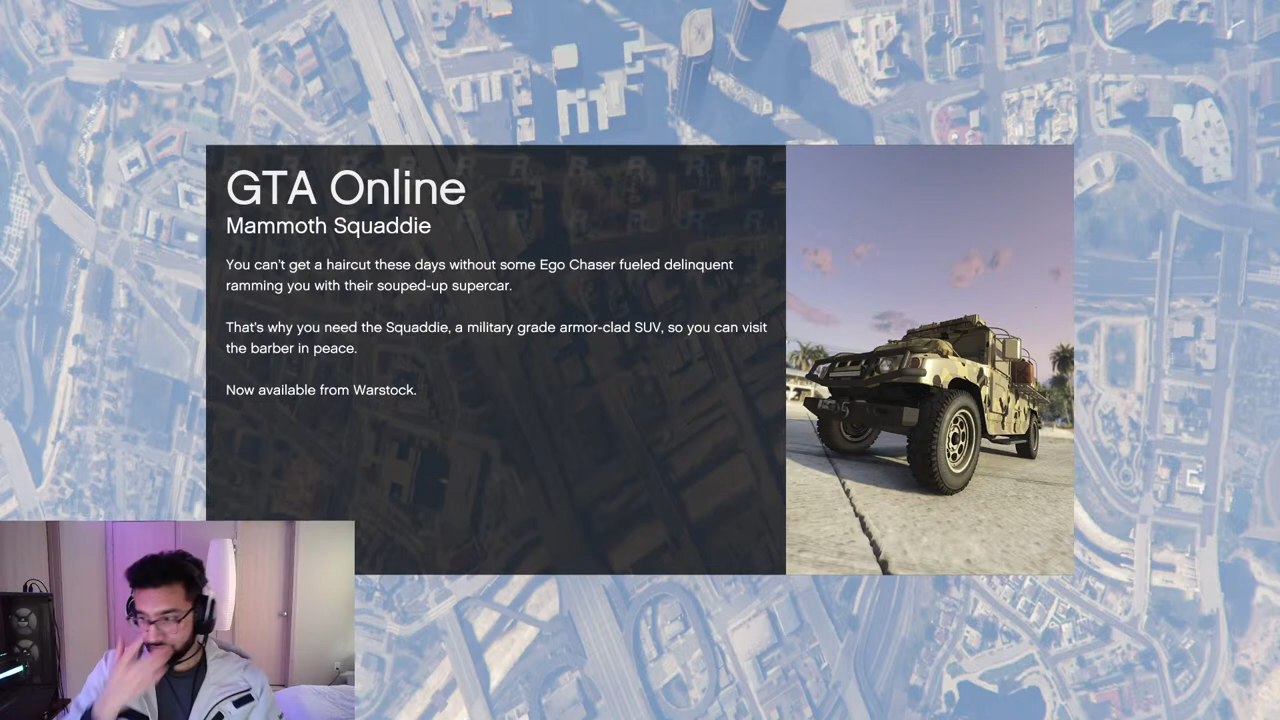 GTA Online
Mammoth Squaddie
You can't get a haircut these days without some Ego Chaser fueled delinquent
ramming you with their souped-up supercar.
That's why you need the Squaddie, a military grade armor-clad SUV, so you can visit
the barber in peace.
Now available from Warstock.